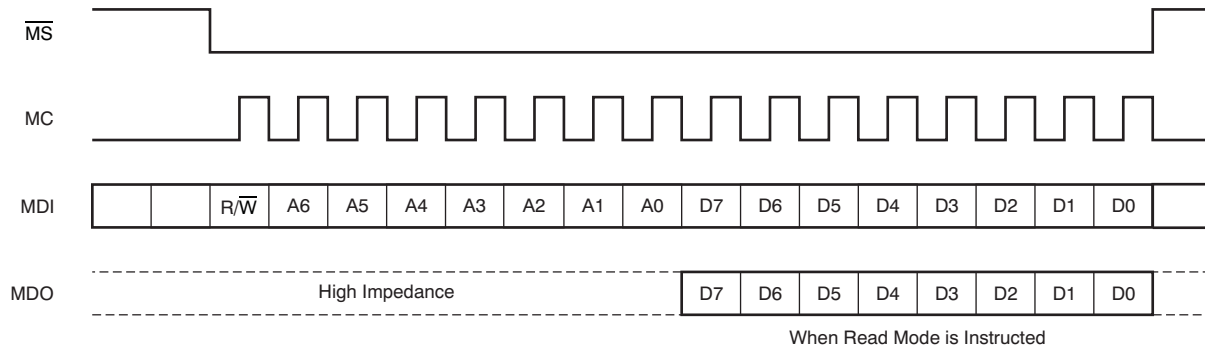 M̅S̅
MC
MDI R/W̅ A6 A5 A4 A3 A2 A1 A0 D7 D6 D5 D4 D3 D2 D1 D0
MDO High Impedance D7 D6 D5 D4 D3 D2 D1 D0
When Read Mode is Instructed